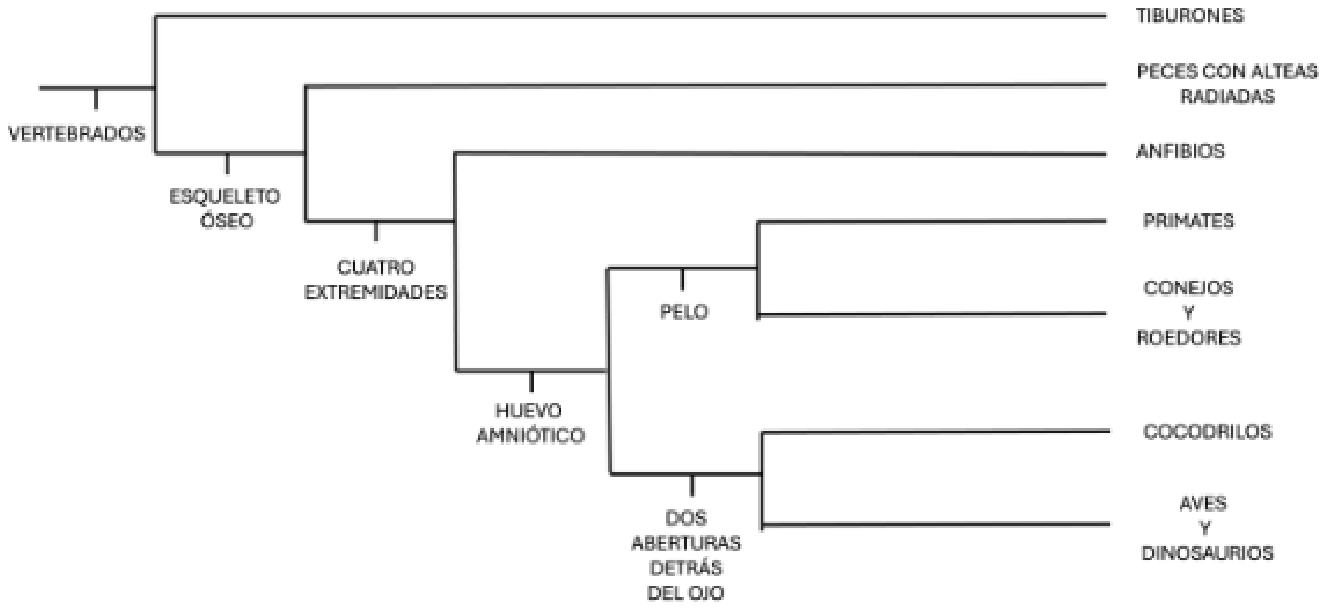 TIBURONES
PECES CON ALTEAS
RADIADAS
VERTEBRADOS
ANFIBIOS
ESQUELETO
ÓSEO
PRIMATES
CUATRO
EXTREMIDADES
PELO
CONEJOS
Y
ROEDORES
HUEVO
AMNIÓTICO
COCODRILOS
DOS
ABERTURAS
DETRÁS
DEL OJO
AVES
Y
DINOSAURIOS